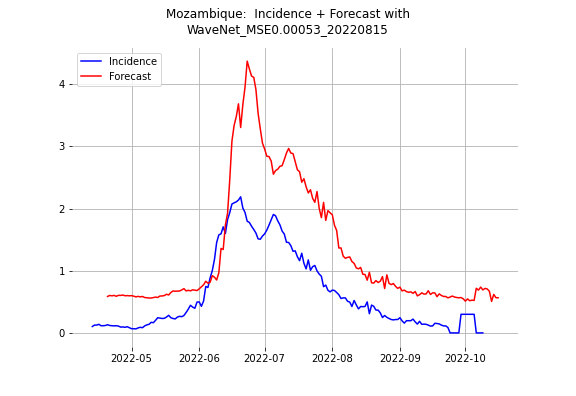 Mozambique:  Incidence + Forecast with
WaveNet_MSE0.00053_20220815
Incidence
Forecast
4
3
2
1
0
2022-05 2022-06 2022-07 2022-08 2022-09 2022-10